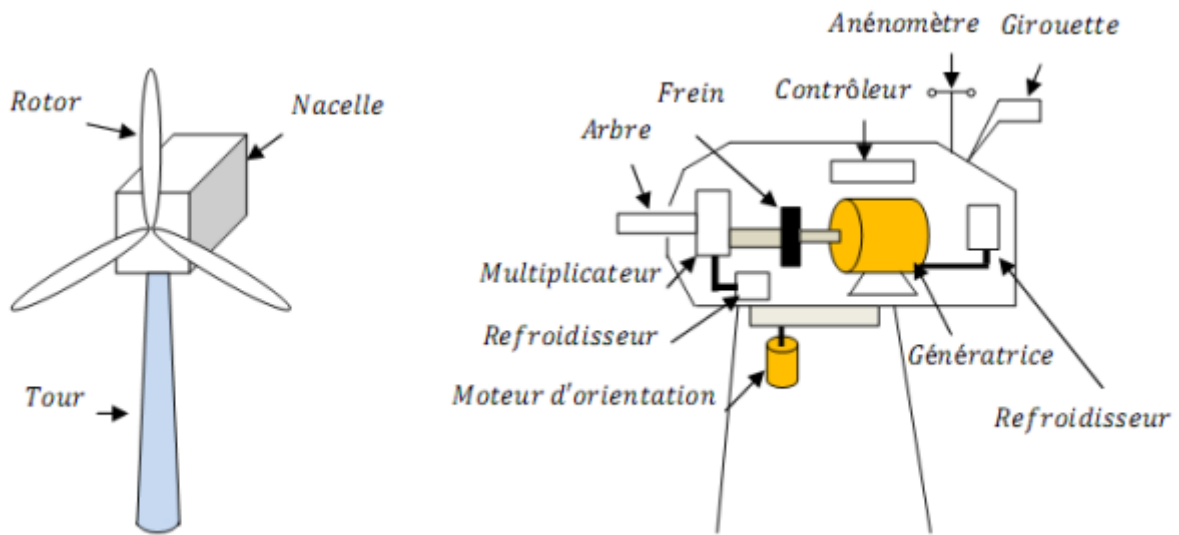 Anénomètre
Girouette
Rotor
Nacelle
Frein
Contrôleur
Arbre
Multiplicateur
Refroidisseur
Génératrice
Tour
Moteur d'orientation
Refroidisseur